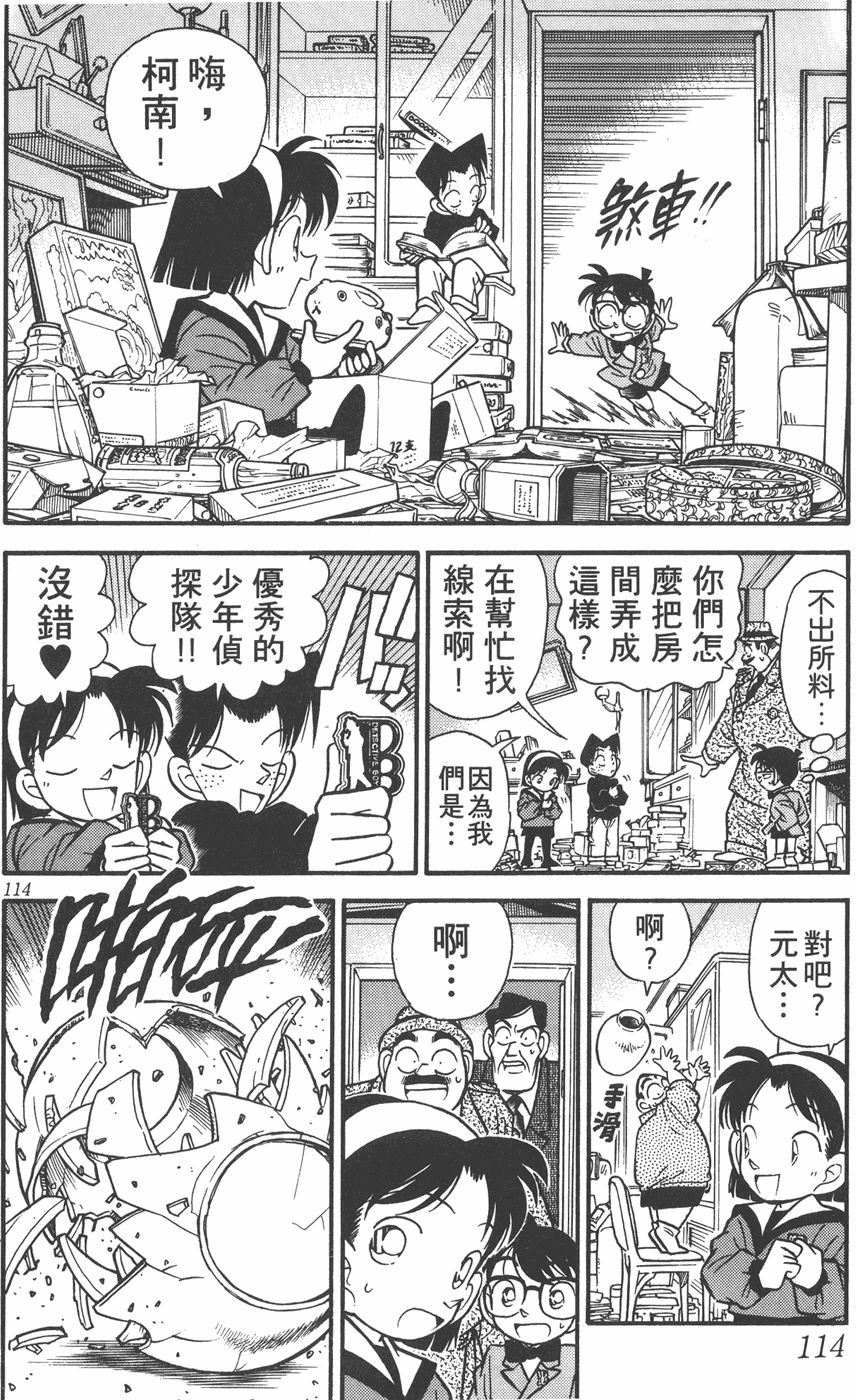 嗨，
柯南！
煞車!!
不出所料…
你們怎
麼把房
間弄成
這樣？
在幫忙找
線索啊！
因為我
們是…
優秀的
少年偵
探隊!!
沒錯♥
114
對吧？
元太…
啊？
手滑
啊…
啪砰
114